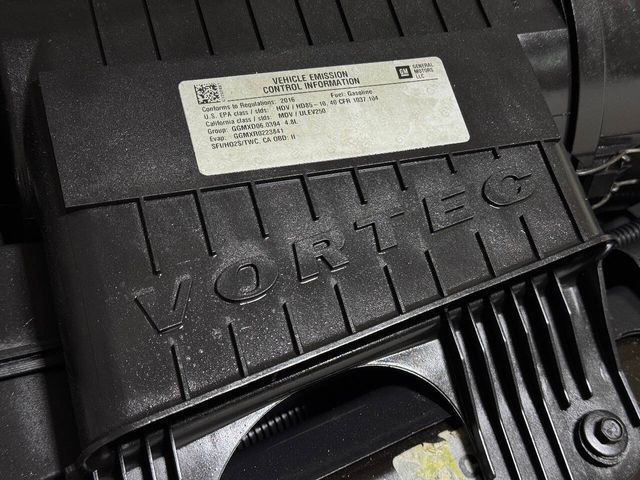 VEHICLE EMISSION
CONTROL INFORMATION
GM
GENERAL
MOTORS
LLC
Conforms to Regulations: 2016 Fuel: Gasoline
U.S. EPA class / stds: HDV / HD85-10, 40 CFR 1037.104
California class / stds: MDV / ULEV250
Group: GGMXD06.0394 4.8L
Evap: GGMXR0223841
SFI/HO2S/TWC, CA OBD: II
VORTEC